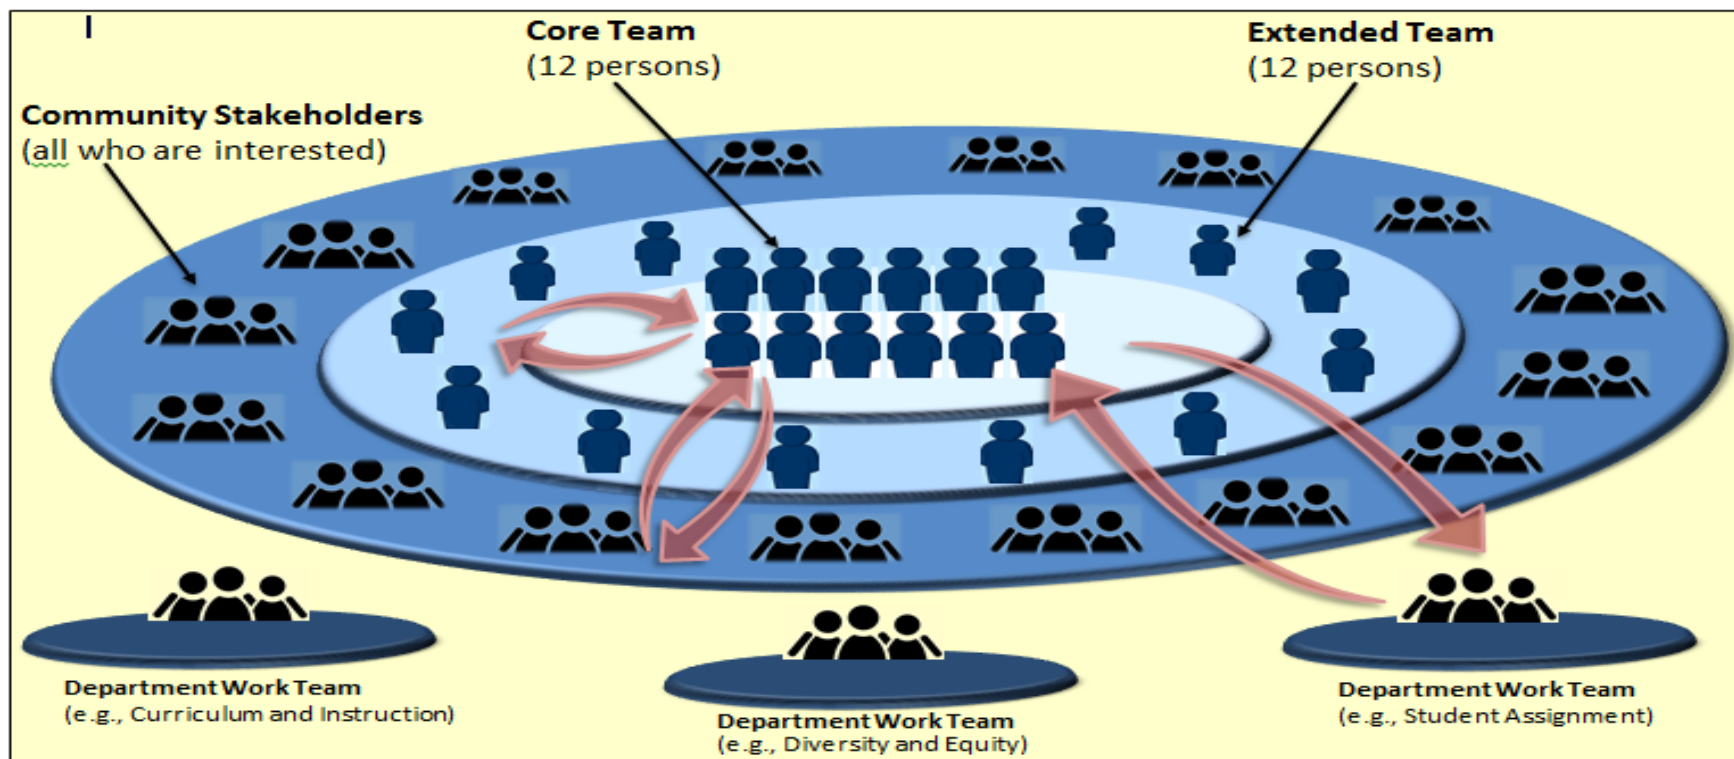 l
Core Team
(12 persons)
Extended Team
(12 persons)
Community Stakeholders
(all who are interested)
Department Work Team
(e.g., Curriculum and Instruction)
Department Work Team
(e.g., Diversity and Equity)
Department Work Team
(e.g., Student Assignment)